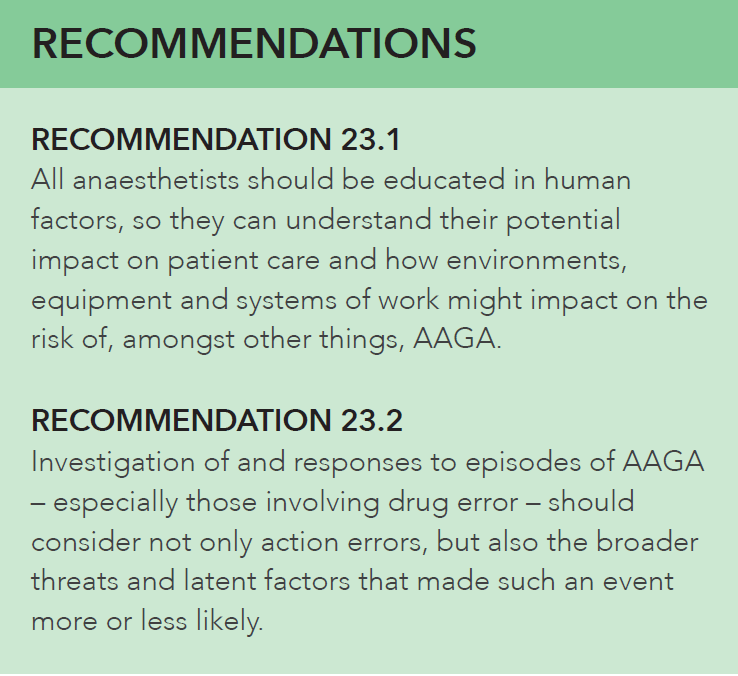 RECOMMENDATIONS
RECOMMENDATION 23.1
All anaesthetists should be educated in human
factors, so they can understand their potential
impact on patient care and how environments,
equipment and systems of work might impact on the
risk of, amongst other things, AAGA.
RECOMMENDATION 23.2
Investigation of and responses to episodes of AAGA
– especially those involving drug error – should
consider not only action errors, but also the broader
threats and latent factors that made such an event
more or less likely.